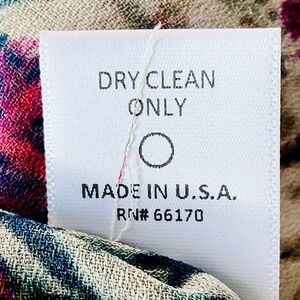 DRY CLEAN
ONLY
MADE IN U.S.A.
RN# 66170